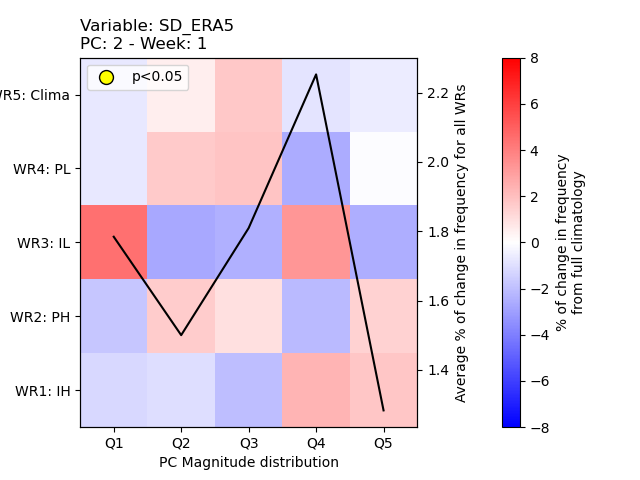 Variable: SD_ERA5
PC: 2 - Week: 1
p<0.05
WR5: Clima
WR4: PL
WR3: IL
WR2: PH
WR1: IH
Q1 Q2 Q3 Q4 Q5
PC Magnitude distribution
2.2
2.0
1.8
1.6
1.4
Average % of change in frequency for all WRs
8
6
4
2
0
−2
−4
−6
−8
% of change in frequency
from full climatology